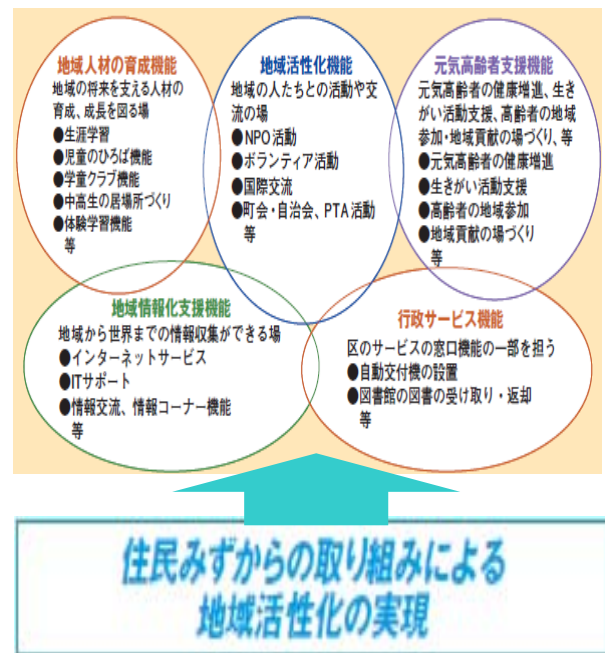 地域人材の育成機能
地域の将来を支える人材の
育成、成長を図る場
●生涯学習
●児童のひろば機能
●学童クラブ機能
●中高生の居場所づくり
●体験学習機能
等
地域活性化機能
地域の人たちとの活動や交
流の場
●NPO活動
●ボランティア活動
●国際交流
●町会・自治会、PTA活動
等
元気高齢者支援機能
元気高齢者の健康増進、生き
がい活動支援、高齢者の地域
参加・地域貢献の場づくり、等
●元気高齢者の健康増進
●生きがい活動支援
●高齢者の地域参加
●地域貢献の場づくり
等
地域情報化支援機能
地域から世界までの情報収集ができる場
●インターネットサービス
●ITサポート
●情報交流、情報コーナー機能
等
行政サービス機能
区のサービスの窓口機能の一部を担う
●自動交付機の設置
●図書館の図書の受け取り・返却
等
住民みずからの取り組みによる
地域活性化の実現